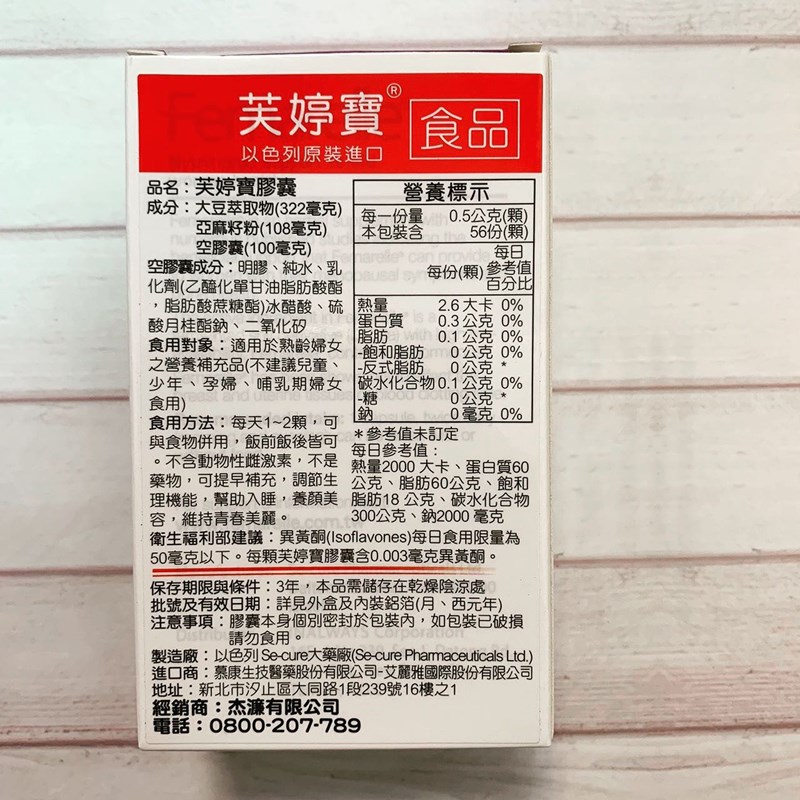 芙婷寶®
以色列原裝進口
食品
品名：芙婷寶膠囊
成分：大豆萃取物(322毫克)
亞麻籽粉(108毫克)
空膠囊(100毫克)
空膠囊成分：明膠、純水、乳
化劑(乙醯化單甘油脂肪酸酯
，脂肪酸蔗糖酯)冰醋酸、硫
酸月桂酯鈉、二氧化矽
食用對象：適用於熟齡婦女
之營養補充品(不建議兒童、
少年、孕婦、哺乳期婦女
食用)
食用方法：每天1~2顆，可
與食物併用，飯前飯後皆可
。不含動物性雌激素，不是
藥物，可提早補充，調節生
理機能，幫助入睡，養顏美
容，維持青春美麗。
營養標示
每一份量 0.5公克(顆)
本包裝含 56份(顆)
每份(顆) 每日
參考值
百分比
熱量 2.6 大卡 0%
蛋白質 0.3 公克 0%
脂肪 0.1 公克 0%
-飽和脂肪 0 公克 0%
-反式脂肪 0 公克 *
碳水化合物 0.1 公克 0%
-糖 0 公克 *
鈉 0 毫克 0%
＊參考值未訂定
每日參考值：
熱量2000 大卡、蛋白質60
公克、脂肪60公克、飽和
脂肪18 公克、碳水化合物
300公克、鈉2000 毫克
衛生福利部建議：異黃酮(Isoflavones)每日食用限量為
50毫克以下。每顆芙婷寶膠囊含0.003毫克異黃酮。
保存期限與條件：3年，本品需儲存在乾燥陰涼處
批號及有效日期：詳見外盒及內裝鋁箔(月、西元年)
注意事項：膠囊本身個別密封於包裝內，如包裝已破損
請勿食用。
製造廠：以色列 Se-cure大藥廠(Se-cure Pharmaceuticals Ltd.)
進口商：慕康生技醫藥股份有限公司-艾麗雅國際股份有限公司
地址：新北市汐止區大同路1段239號16樓之1
經銷商：杰濂有限公司
電話：0800-207-789